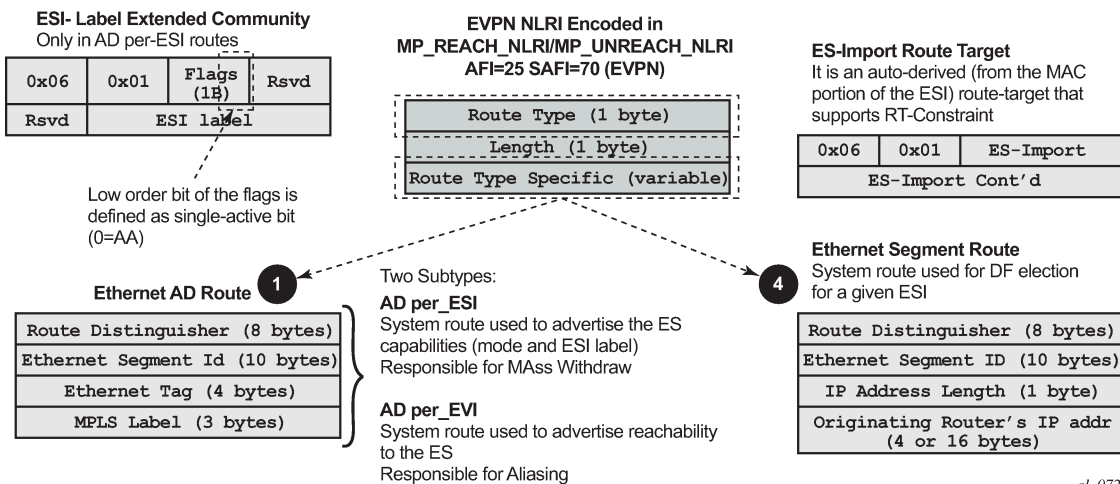 ESI- Label Extended Community
Only in AD per-ESI routes
0x06 0x01 Flags (1B) Rsvd
Rsvd ESI label
Low order bit of the flags is
defined as single-active bit
(0=AA)
EVPN NLRI Encoded in
MP_REACH_NLRI/MP_UNREACH_NLRI
AFI=25 SAFI=70 (EVPN)
Route Type (1 byte)
Length (1 byte)
Route Type Specific (variable)
ES-Import Route Target
It is an auto-derived (from the MAC
portion of the ESI) route-target that
supports RT-Constraint
0x06 0x01 ES-Import
ES-Import Cont'd
Ethernet AD Route 1
Route Distinguisher (8 bytes)
Ethernet Segment Id (10 bytes)
Ethernet Tag (4 bytes)
MPLS Label (3 bytes)
Two Subtypes:
AD per_ESI
System route used to advertise the ES
capabilities (mode and ESI label)
Responsible for MAss Withdraw
AD per_EVI
System route used to advertise reachability
to the ES
Responsible for Aliasing
4
Ethernet Segment Route
System route used for DF election
for a given ESI
Route Distinguisher (8 bytes)
Ethernet Segment ID (10 bytes)
IP Address Length (1 byte)
Originating Router's IP addr
(4 or 16 bytes)